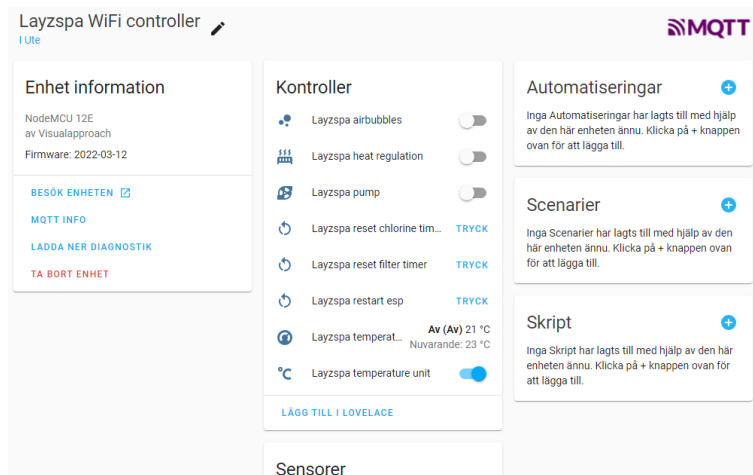 Layzspa WiFi controller
I Ute
MQTT
Enhet information
NodeMCU 12E
av Visualapproach
Firmware: 2022-03-12
BESÖK ENHETEN
MQTT INFO
LADDA NER DIAGNOSTIK
TA BORT ENHET
Kontroller
Layzspa airbubbles
Layzspa heat regulation
Layzspa pump
Layzspa reset chlorine tim... TRYCK
Layzspa reset filter timer TRYCK
Layzspa restart esp TRYCK
Layzspa temperat... Av (Av) 21 °C
Nuvarande: 23 °C
°C Layzspa temperature unit
LÄGG TILL I LOVELACE
Sensorer
Automatiseringar
Inga Automatiseringar har lagts till med hjälp
av den här enheten ännu. Klicka på + knappen
ovan för att lägga till.
Scenarier
Inga Scenarier har lagts till med hjälp av den
här enheten ännu. Klicka på + knappen ovan
för att lägga till.
Skript
Inga Skript har lagts till med hjälp av den här
enheten ännu. Klicka på + knappen ovan för
att lägga till.